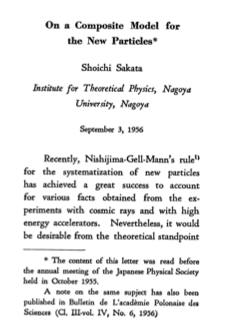 On a Composite Model for
the New Particles*
Shoichi Sakata
Institute for Theoretical Physics, Nagoya
University, Nagoya
September 3, 1956
Recently, Nishijima-Gell-Mann's rule1)
for the systematization of new particles
has achieved a great success to account
for various facts obtained from the ex-
periments with cosmic rays and with high
energy accelerators. Nevertheless, it would
be desirable from the theoretical standpoint
* The content of this letter was read before
the annual meeting of the Japanese Physical Society
held in October 1955.
A note on the same supject has also been
published in Bulletin de L'académie Polonaise des
Sciences (Cl. III-vol. IV, No. 6, 1956)